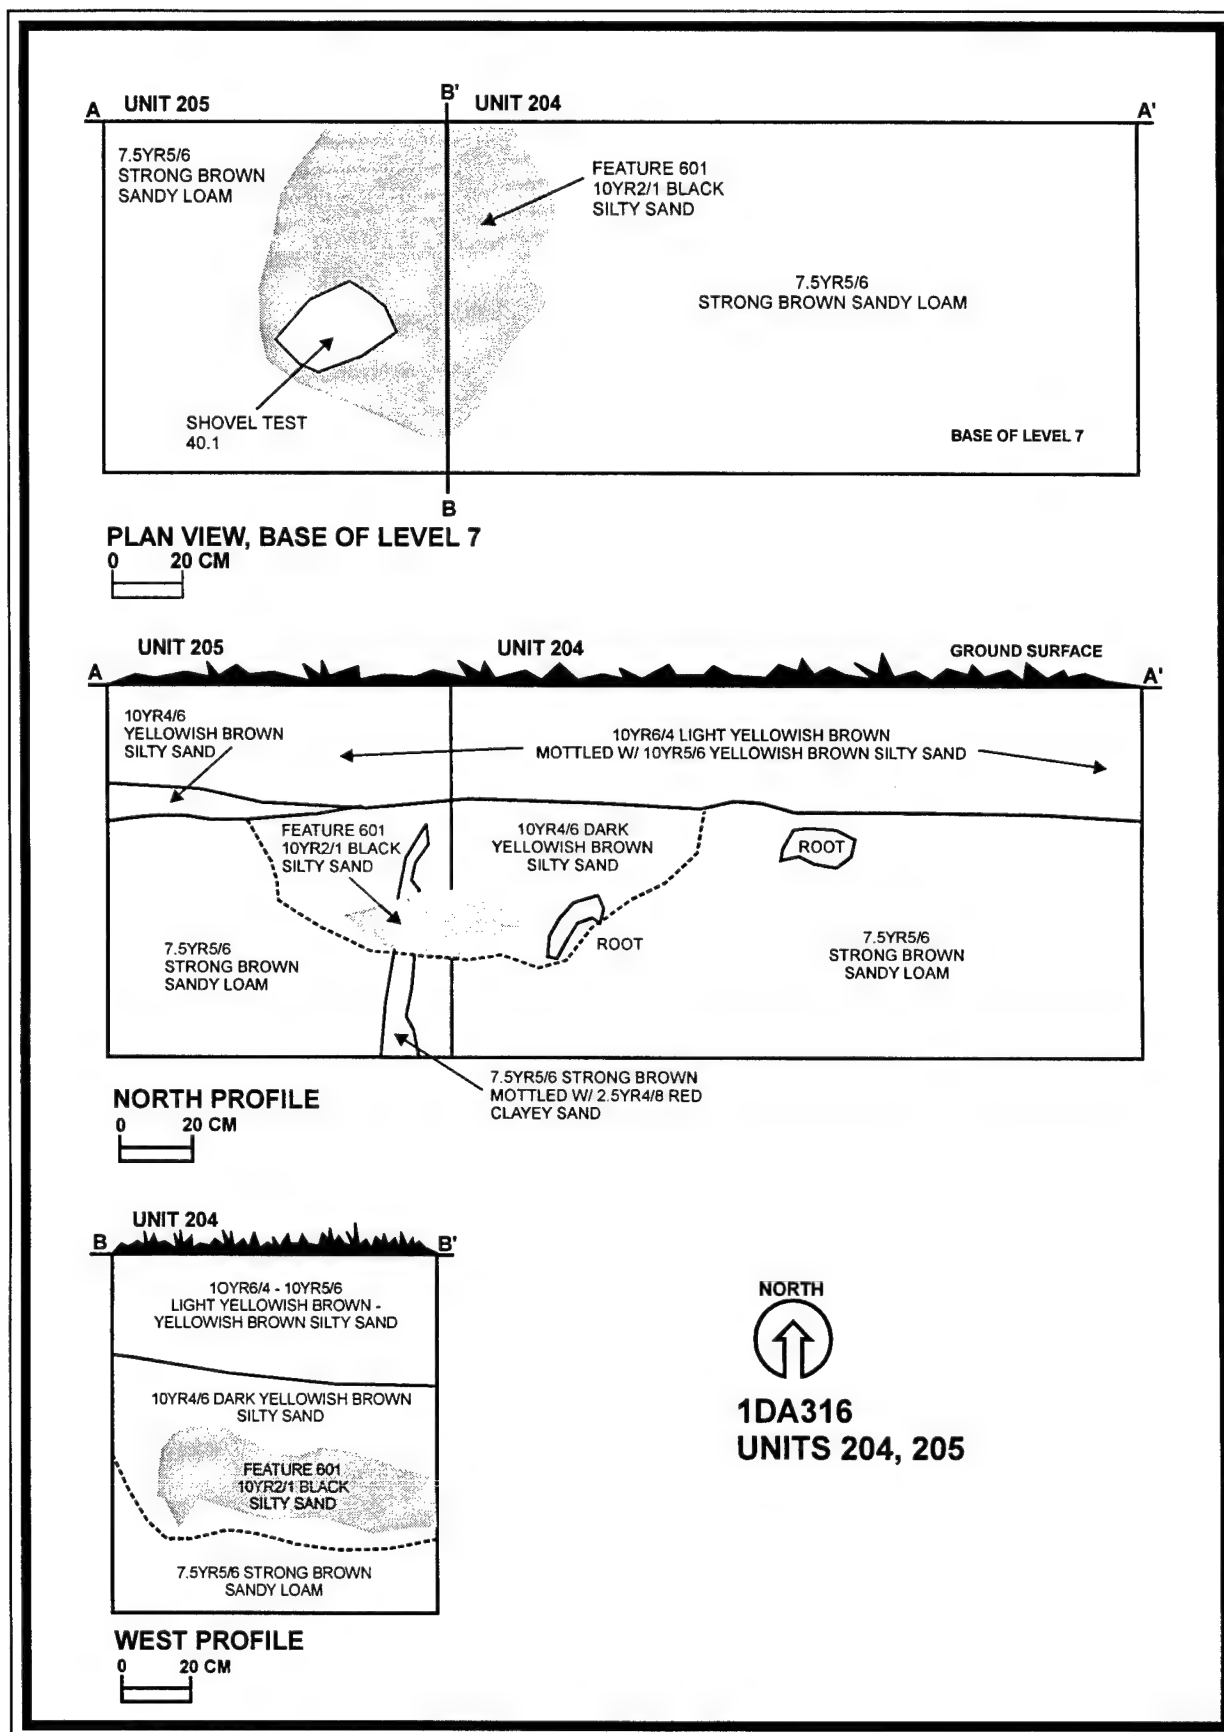 A UNIT 205 B' UNIT 204 A'
7.5YR5/6
STRONG BROWN
SANDY LOAM
FEATURE 601
10YR2/1 BLACK
SILTY SAND
7.5YR5/6
STRONG BROWN SANDY LOAM
SHOVEL TEST
40.1
BASE OF LEVEL 7
B
PLAN VIEW, BASE OF LEVEL 7
0 20 CM
UNIT 205 UNIT 204 GROUND SURFACE
A A'
10YR4/6
YELLOWISH BROWN
SILTY SAND
10YR6/4 LIGHT YELLOWISH BROWN
MOTTLED W/ 10YR5/6 YELLOWISH BROWN SILTY SAND
FEATURE 601
10YR2/1 BLACK
SILTY SAND
10YR4/6 DARK
YELLOWISH BROWN
SILTY SAND
ROOT
ROOT
7.5YR5/6
STRONG BROWN
SANDY LOAM
7.5YR5/6
STRONG BROWN
SANDY LOAM
7.5YR5/6 STRONG BROWN
MOTTLED W/ 2.5YR4/8 RED
CLAYEY SAND
NORTH PROFILE
0 20 CM
UNIT 204
B B'
10YR6/4 - 10YR5/6
LIGHT YELLOWISH BROWN -
YELLOWISH BROWN SILTY SAND
10YR4/6 DARK YELLOWISH BROWN
SILTY SAND
FEATURE 601
10YR2/1 BLACK
SILTY SAND
7.5YR5/6 STRONG BROWN
SANDY LOAM
WEST PROFILE
0 20 CM
NORTH
1DA316
UNITS 204, 205